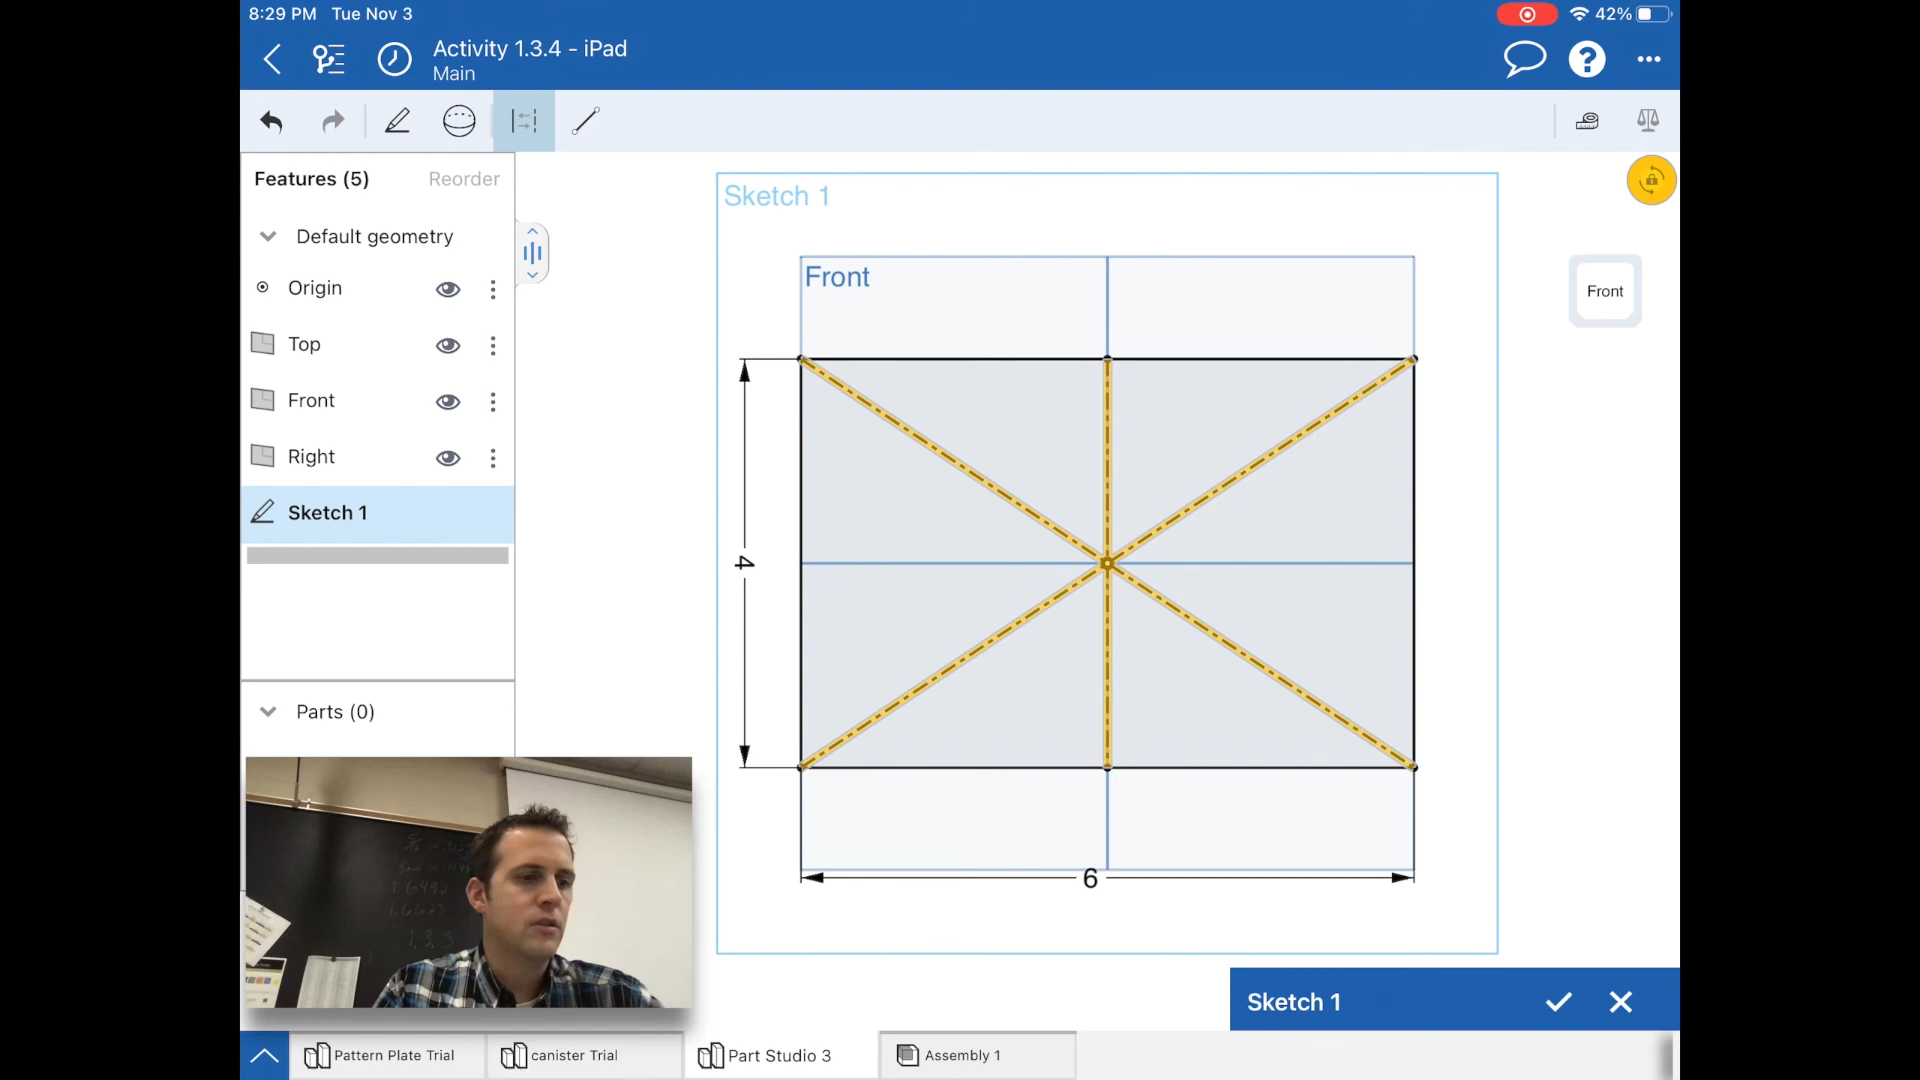 8:29 PM Tue Nov 3
42%
Activity 1.3.4 - iPad
Main
Features (5)
Reorder
Default geometry
Origin
Top
Front
Right
Sketch 1
Parts (0)
Sketch 1
Front
4
6
Front
Sketch 1
Pattern Plate Trial
canister Trial
Part Studio 3
Assembly 1